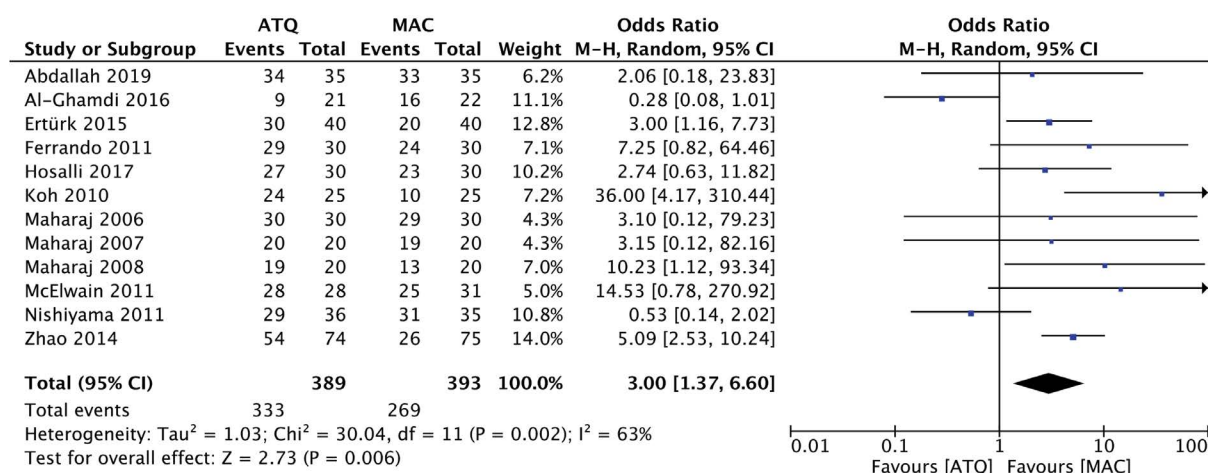 ATQ MAC Odds Ratio Odds Ratio
Study or Subgroup Events Total Events Total Weight M-H, Random, 95% CI M-H, Random, 95% CI
Abdallah 2019 34 35 33 35 6.2% 2.06 [0.18, 23.83]
Al-Ghamdi 2016 9 21 16 22 11.1% 0.28 [0.08, 1.01]
Ertürk 2015 30 40 20 40 12.8% 3.00 [1.16, 7.73]
Ferrando 2011 29 30 24 30 7.1% 7.25 [0.82, 64.46]
Hosalli 2017 27 30 23 30 10.2% 2.74 [0.63, 11.82]
Koh 2010 24 25 10 25 7.2% 36.00 [4.17, 310.44]
Maharaj 2006 30 30 29 30 4.3% 3.10 [0.12, 79.23]
Maharaj 2007 20 20 19 20 4.3% 3.15 [0.12, 82.16]
Maharaj 2008 19 20 13 20 7.0% 10.23 [1.12, 93.34]
McElwain 2011 28 28 25 31 5.0% 14.53 [0.78, 270.92]
Nishiyama 2011 29 36 31 35 10.8% 0.53 [0.14, 2.02]
Zhao 2014 54 74 26 75 14.0% 5.09 [2.53, 10.24]
Total (95% CI) 389 393 100.0% 3.00 [1.37, 6.60]
Total events 333 269
Heterogeneity: Tau² = 1.03; Chi² = 30.04, df = 11 (P = 0.002); I² = 63%
Test for overall effect: Z = 2.73 (P = 0.006)
0.01 0.1 1 10 100
Favours [ATQ] Favours [MAC]